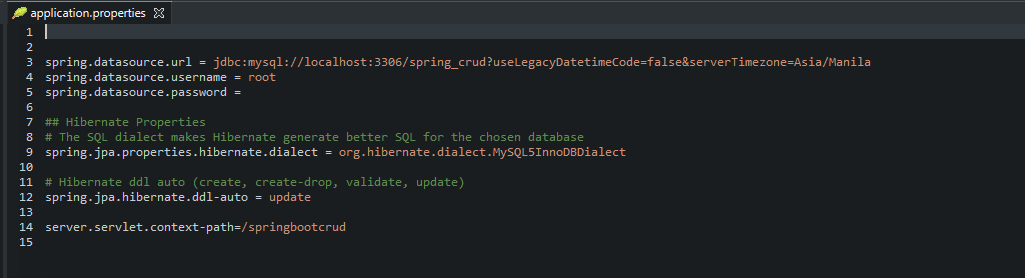 application.properties
1
2
3 spring.datasource.url = jdbc:mysql://localhost:3306/spring_crud?useLegacyDatetimeCode=false&serverTimezone=Asia/Manila
4 spring.datasource.username = root
5 spring.datasource.password =
6
7 ## Hibernate Properties
8 # The SQL dialect makes Hibernate generate better SQL for the chosen database
9 spring.jpa.properties.hibernate.dialect = org.hibernate.dialect.MySQL5InnoDBDialect
10
11 # Hibernate ddl auto (create, create-drop, validate, update)
12 spring.jpa.hibernate.ddl-auto = update
13
14 server.servlet.context-path=/springbootcrud
15